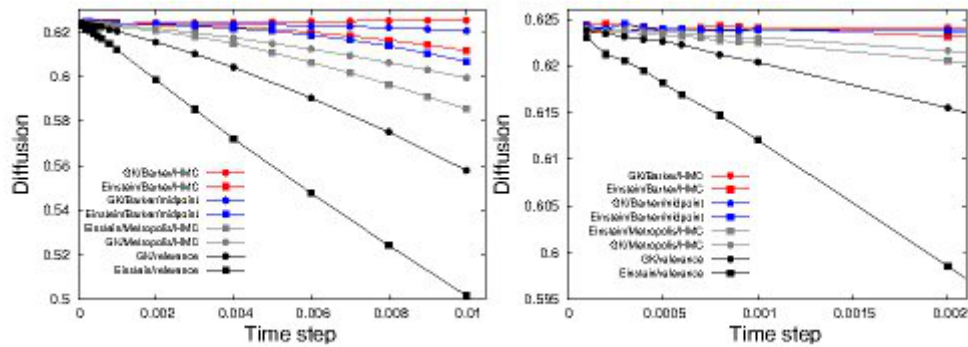 0.62
0.6
0.58
0.56
0.54
0.52
0.5
Diffusion
GK/Barker/HMC
Einstein/Barker/HMC
GK/Barker/midpoint
Einstein/Barker/midpoint
Einstein/Metropolis/HMC
GK/Metropolis/HMC
GK/relevance
Einstein/relevance
0 0.002 0.004 0.006 0.008 0.01
Time step
0.625
0.62
0.615
0.61
0.605
0.6
0.595
Diffusion
GK/Barker/HMC
Einstein/Barker/HMC
GK/Barker/midpoint
Einstein/Barker/midpoint
Einstein/Metropolis/HMC
GK/Metropolis/HMC
GK/relevance
Einstein/relevance
0 0.0005 0.001 0.0015 0.002
Time step